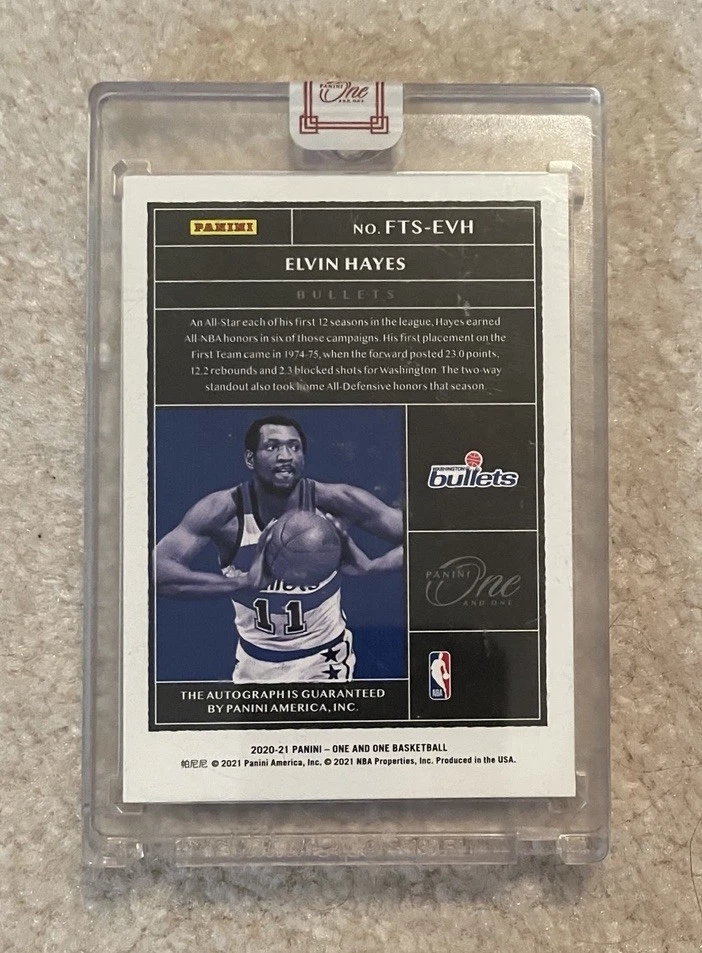 PANINI
One
AND ONE
PANINI
NO. FTS-EVH
ELVIN HAYES
BULLETS
An All-Star each of his first 12 seasons in the league, Hayes earned
All-NBA honors in six of those campaigns. His first placement on the
First Team came in 1974-75, when the forward posted 23.0 points,
12.2 rebounds and 2.3 blocked shots for Washington. The two-way
standout also took home All-Defensive honors that season.
WASHINGTON
bullets
11
PANINI
One
AND ONE
NBA
THE AUTOGRAPH IS GUARANTEED
BY PANINI AMERICA, INC.
2020-21 PANINI – ONE AND ONE BASKETBALL
帕尼尼 © 2021 Panini America, Inc. © 2021 NBA Properties, Inc. Produced in the USA.